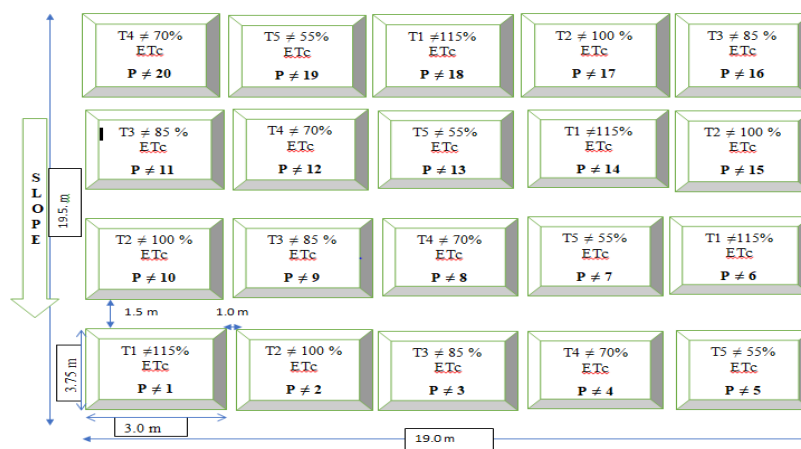 T4 ≠ 70%
ETc
P ≠ 20
T5 ≠ 55%
ETc
P ≠ 19
T1 ≠115%
ETc
P ≠ 18
T2 ≠ 100 %
ETc
P ≠ 17
T3 ≠ 85 %
ETc
P ≠ 16
T3 ≠ 85 %
ETc
P ≠ 11
T4 ≠ 70%
ETc
P ≠ 12
T5 ≠ 55%
ETc
P ≠ 13
T1 ≠115%
ETc
P ≠ 14
T2 ≠ 100 %
ETc
P ≠ 15
SLOPE
19.5. m
T2 ≠ 100 %
ETc
P ≠ 10
T3 ≠ 85 %
ETc
P ≠ 9
T4 ≠ 70%
ETc
P ≠ 8
T5 ≠ 55%
ETc
P ≠ 7
T1 ≠115%
ETc
P ≠ 6
1.5 m
1.0 m
T1 ≠115%
ETc
P ≠ 1
T2 ≠ 100 %
ETc
P ≠ 2
T3 ≠ 85 %
ETc
P ≠ 3
T4 ≠ 70%
ETc
P ≠ 4
T5 ≠ 55%
ETc
P ≠ 5
3.75 m
3.0 m
19.0 m